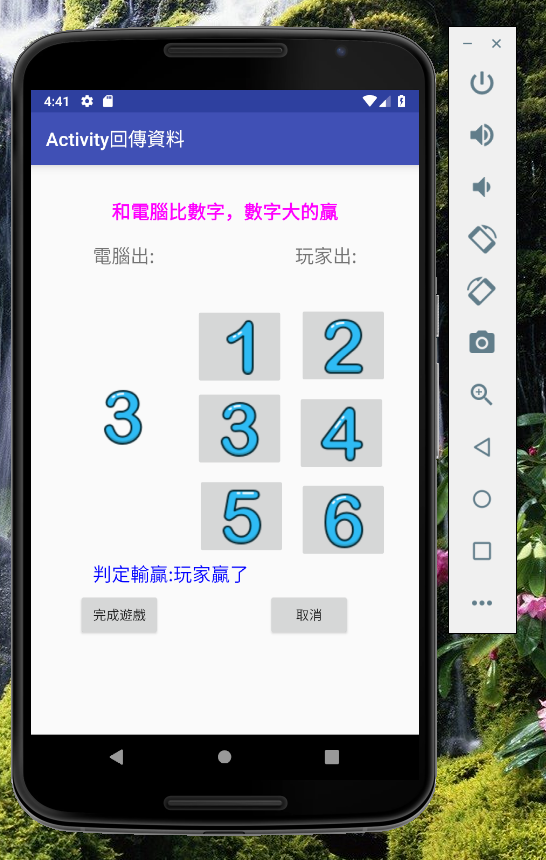 4:41
Activity回傳資料
和電腦比數字，數字大的贏
電腦出:
玩家出:
1 2
3
3 4
5 6
判定輸贏:玩家贏了
完成遊戲
取消